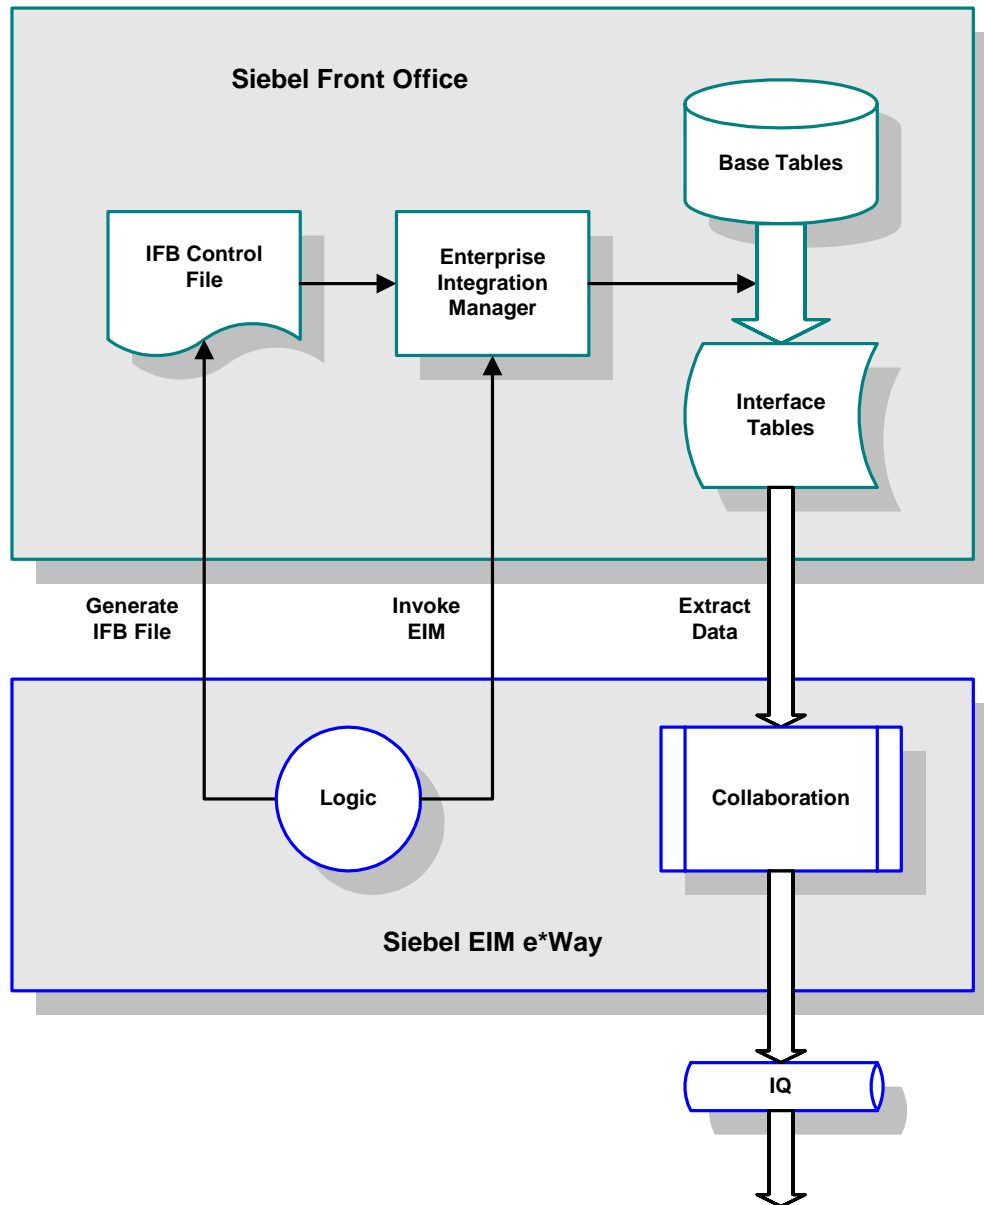 Siebel Front Office
Base Tables
IFB Control
File
Enterprise
Integration
Manager
Interface
Tables
Generate
IFB File
Invoke
EIM
Extract
Data
Logic
Collaboration
Siebel EIM e*Way
IQ